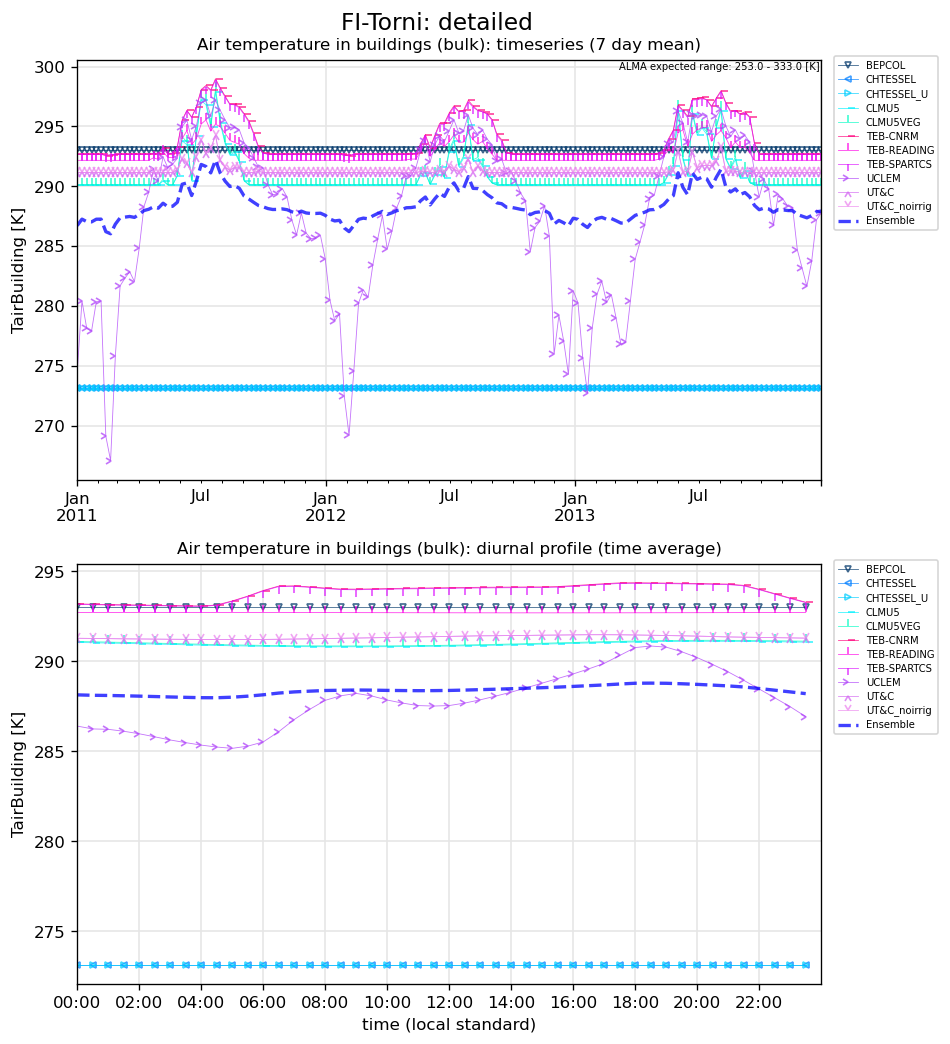 FI-Torni: detailed
Air temperature in buildings (bulk): timeseries (7 day mean)
ALMA expected range: 253.0 - 333.0 [K]
TairBuilding [K]
300
295
290
285
280
275
270
Jan
2011
Jul
Jan
2012
Jul
Jan
2013
Jul
BEPCOL
CHTESSEL
CHTESSEL_U
CLMU5
CLMU5VEG
TEB-CNRM
TEB-READING
TEB-SPARTCS
UCLEM
UT&C
UT&C_noirrig
Ensemble
Air temperature in buildings (bulk): diurnal profile (time average)
TairBuilding [K]
295
290
285
280
275
00:00 02:00 04:00 06:00 08:00 10:00 12:00 14:00 16:00 18:00 20:00 22:00
time (local standard)
BEPCOL
CHTESSEL
CHTESSEL_U
CLMU5
CLMU5VEG
TEB-CNRM
TEB-READING
TEB-SPARTCS
UCLEM
UT&C
UT&C_noirrig
Ensemble